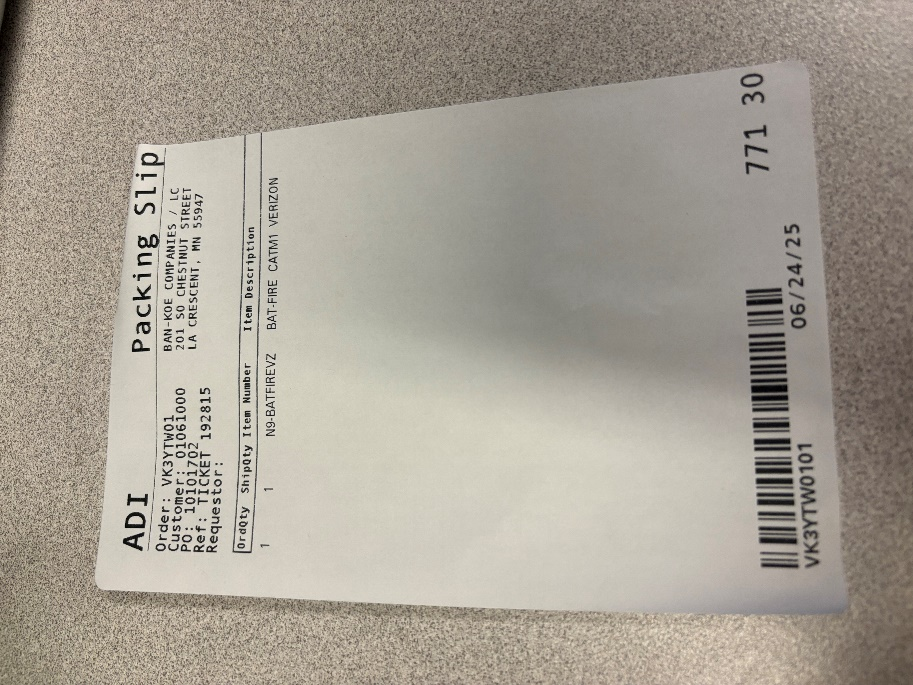 ADI Packing Slip
Order: VK3YTW01
Customer: 01061000
PO: 10101702
Ref: TICKET 192815
Requestor:
BAN-KOE COMPANIES / LC
201 SO CHESTNUT STREET
LA CRESCENT, MN 55947
OrdQty ShipQty Item Number Item Description
1 1 N9-BATFIREVZ BAT-FIRE CATM1 VERIZON
VK3YTW0101
06/24/25
771 30